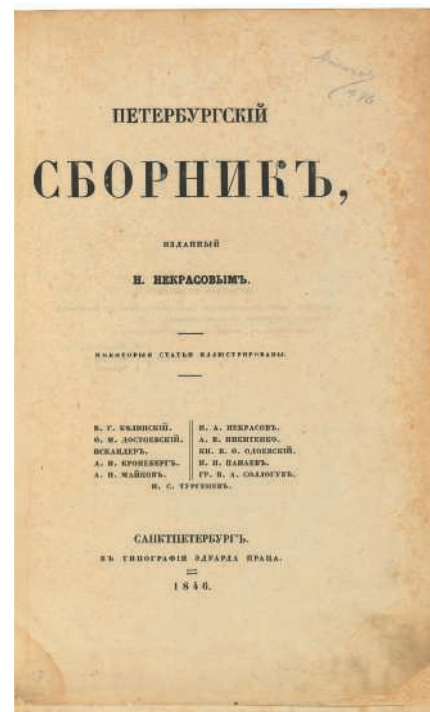 ПЕТЕРБУРГСКІЙ
СБОРНИКЪ,
ИЗДАННЫЙ
Н. НЕКРАСОВЫМЪ.
НѢКОТОРЫЯ СТАТЬИ ИЛЛЮСТРИРОВАНЫ.
В. Г. БѢЛИНСКІЙ.
Ѳ. М. ДОСТОЕВСКІЙ.
ИСКАНДЕРЪ.
А. И. КРОНЕБЕРГЪ.
А. Н. МАЙКОВЪ.
Н. А. НЕКРАСОВЪ.
А. В. НИКИТЕНКО.
КН. В. Ѳ. ОДОЕВСКІЙ.
И. И. ПАНАЕВЪ.
ГР. В. А. СОЛЛОГУБЪ.
И. С. ТУРГЕНЕВЪ.
САНКТПЕТЕРБУРГЪ.
ВЪ ТИПОГРАФІИ ЭДУАРДА ПРАЦА.
1846.